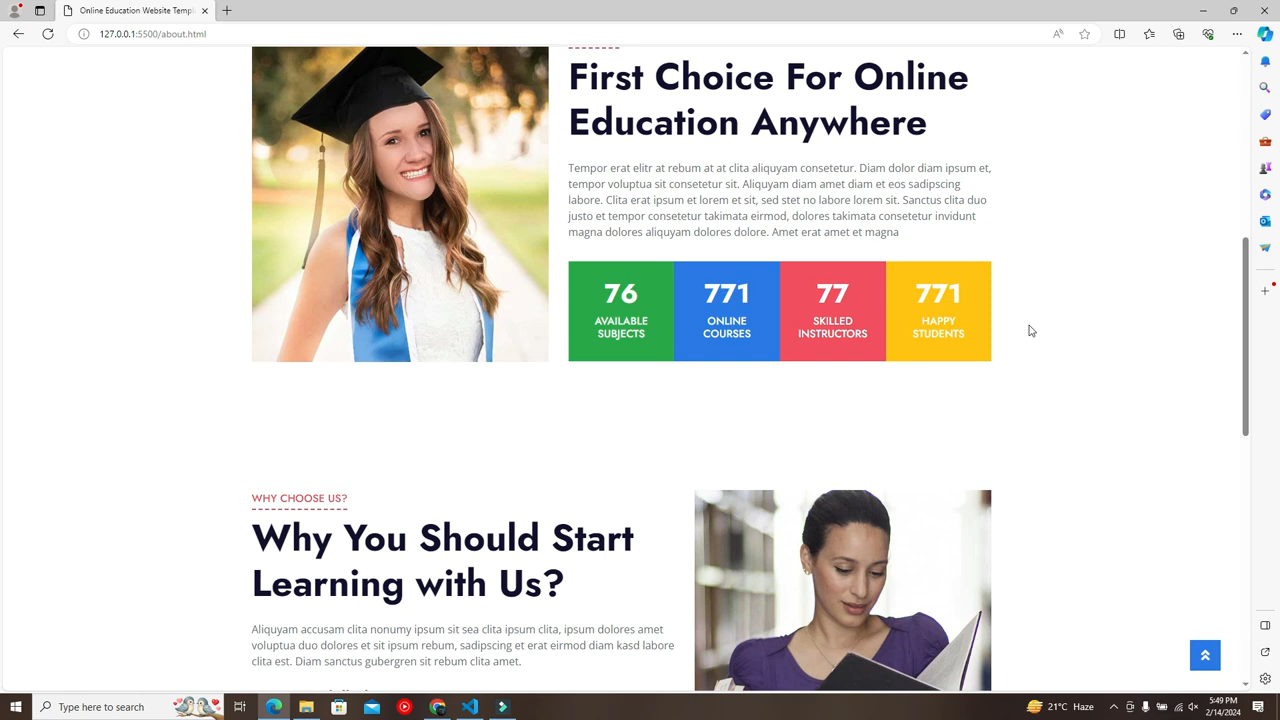 Online Education Website Templ
127.0.0.1:5500/about.html
First Choice For Online
Education Anywhere
Tempor erat elitr at rebum at at clita aliquyam consetetur. Diam dolor diam ipsum et,
tempor voluptua sit consetetur sit. Aliquyam diam amet diam et eos sadipscing
labore. Clita erat ipsum et lorem et sit, sed stet no labore lorem sit. Sanctus clita duo
justo et tempor consetetur takimata eirmod, dolores takimata consetetur invidunt
magna dolores aliquyam dolores dolore. Amet erat amet et magna
76
AVAILABLE
SUBJECTS
771
ONLINE
COURSES
77
SKILLED
INSTRUCTORS
771
HAPPY
STUDENTS
WHY CHOOSE US?
Why You Should Start
Learning with Us?
Aliquyam accusam clita nonumy ipsum sit sea clita ipsum clita, ipsum dolores amet
voluptua duo dolores et sit ipsum rebum, sadipscing et erat eirmod diam kasd labore
clita est. Diam sanctus gubergren sit rebum clita amet.
Type here to search
21°C Haze
5:49 PM
2/14/2024